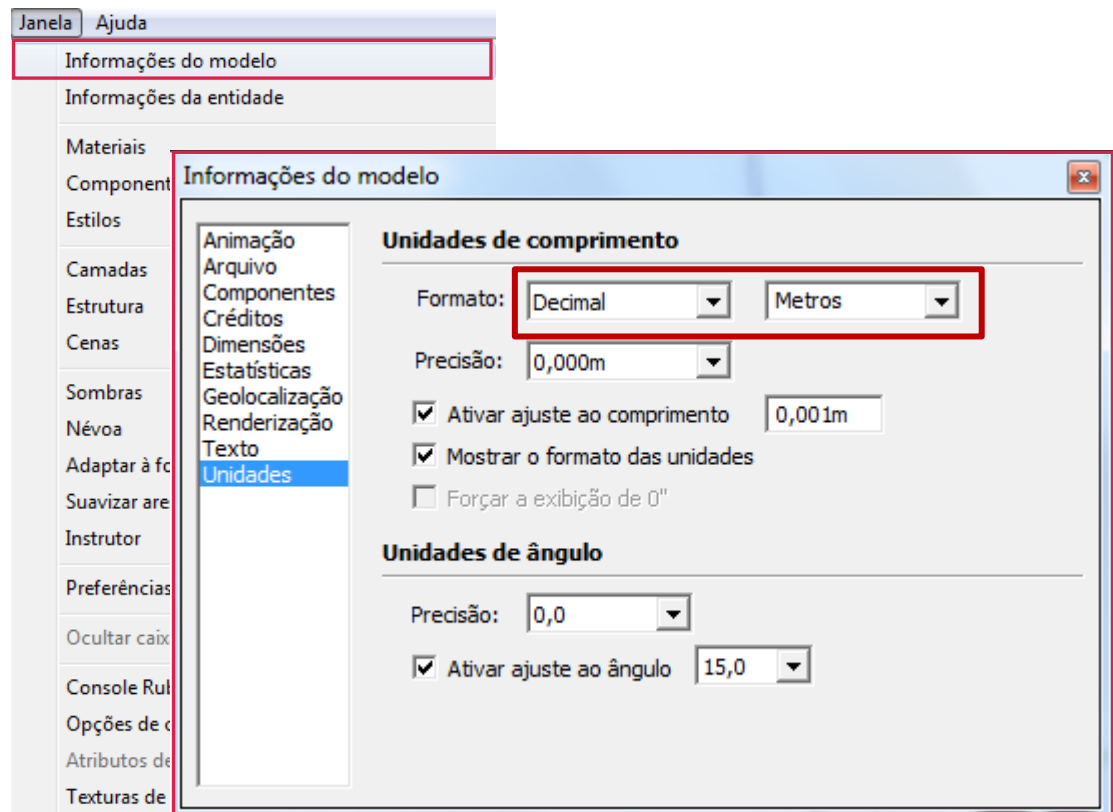 Janela Ajuda
Informações do modelo
Informações da entidade
Materiais
Component
Estilos
Camadas
Estrutura
Cenas
Sombras
Névoa
Adaptar à fo
Suavizar are
Instrutor
Preferências
Ocultar caix
Console Rub
Opções de c
Atributos de
Texturas de
Informações do modelo
Animação
Arquivo
Componentes
Créditos
Dimensões
Estatísticas
Geolocalização
Renderização
Texto
Unidades
Unidades de comprimento
Formato: Decimal Metros
Precisão: 0,000m
Ativar ajuste ao comprimento 0,001m
Mostrar o formato das unidades
Forçar a exibição de 0"
Unidades de ângulo
Precisão: 0,0
Ativar ajuste ao ângulo 15,0